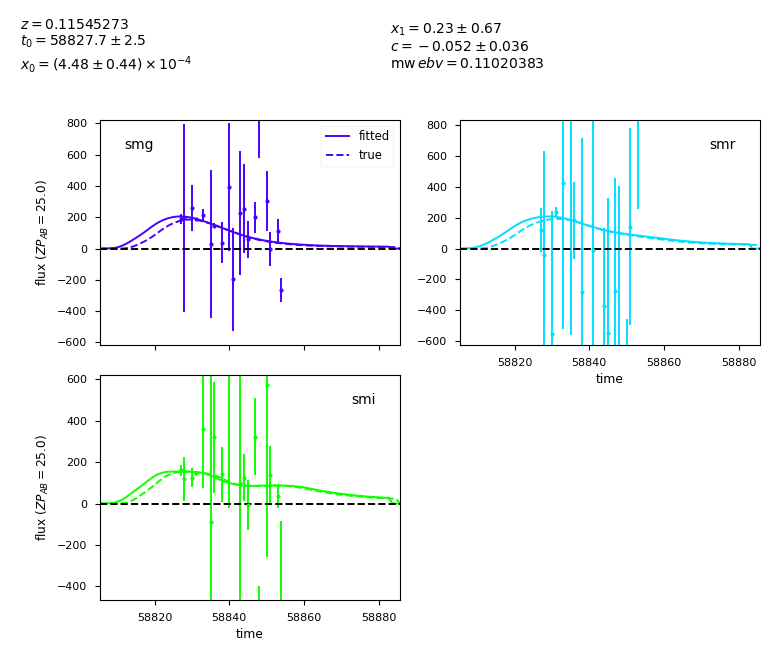 z = 0.11545273
t₀ = 58827.7 ± 2.5
x₀ = (4.48 ± 0.44) × 10⁻⁴
x₁ = 0.23 ± 0.67
c = −0.052 ± 0.036
mw ebv = 0.11020383
800
600
400
200
0
−200
−400
−600
flux (ZP_AB = 25.0)
smg
fitted
true
800
600
400
200
0
−200
−400
−600
smr
58820 58840 58860 58880
time
600
400
200
0
−200
−400
flux (ZP_AB = 25.0)
smi
58820 58840 58860 58880
time